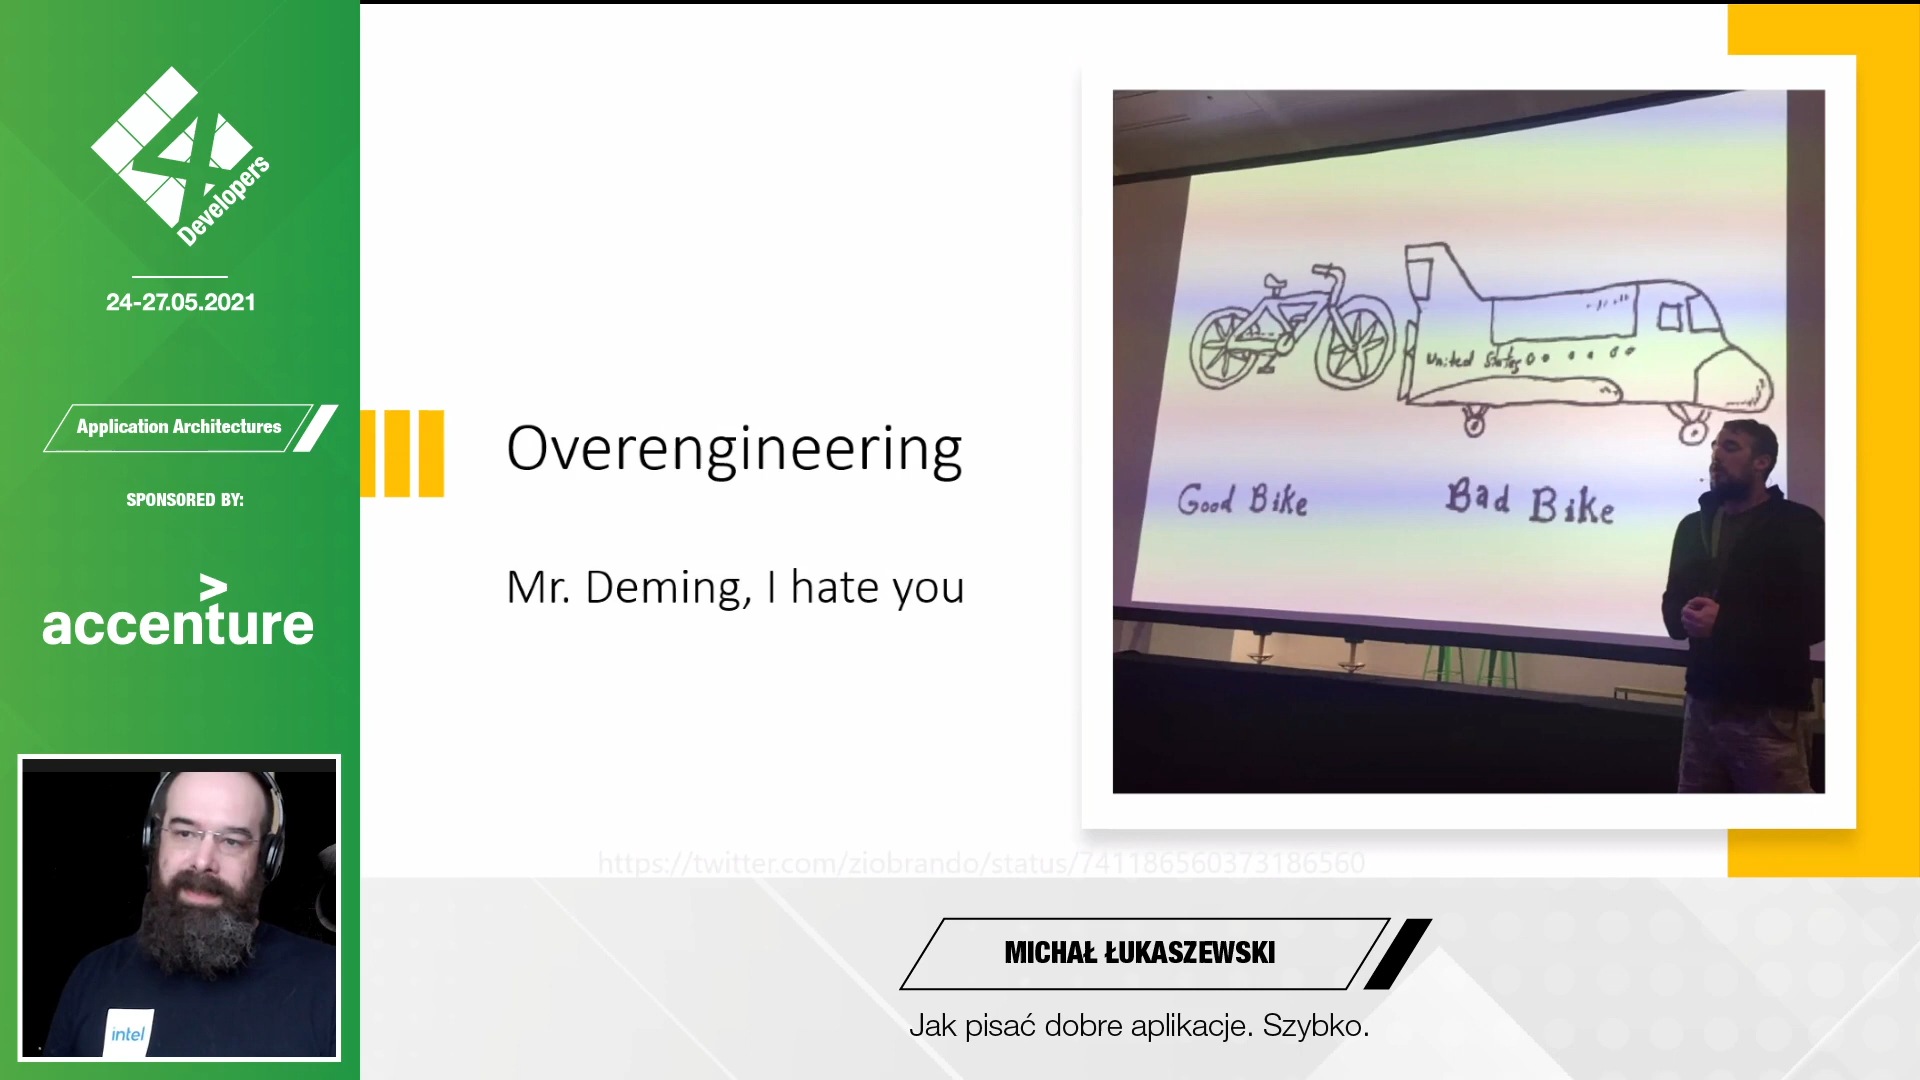 4
Developers
24-27.05.2021
Application Architectures
SPONSORED BY:
accenture
intel
Overengineering
Mr. Deming, I hate you
United States
Good Bike
Bad Bike
https://twitter.com/ziobrando/status/741186560373186560
MICHAŁ ŁUKASZEWSKI
Jak pisać dobre aplikacje. Szybko.